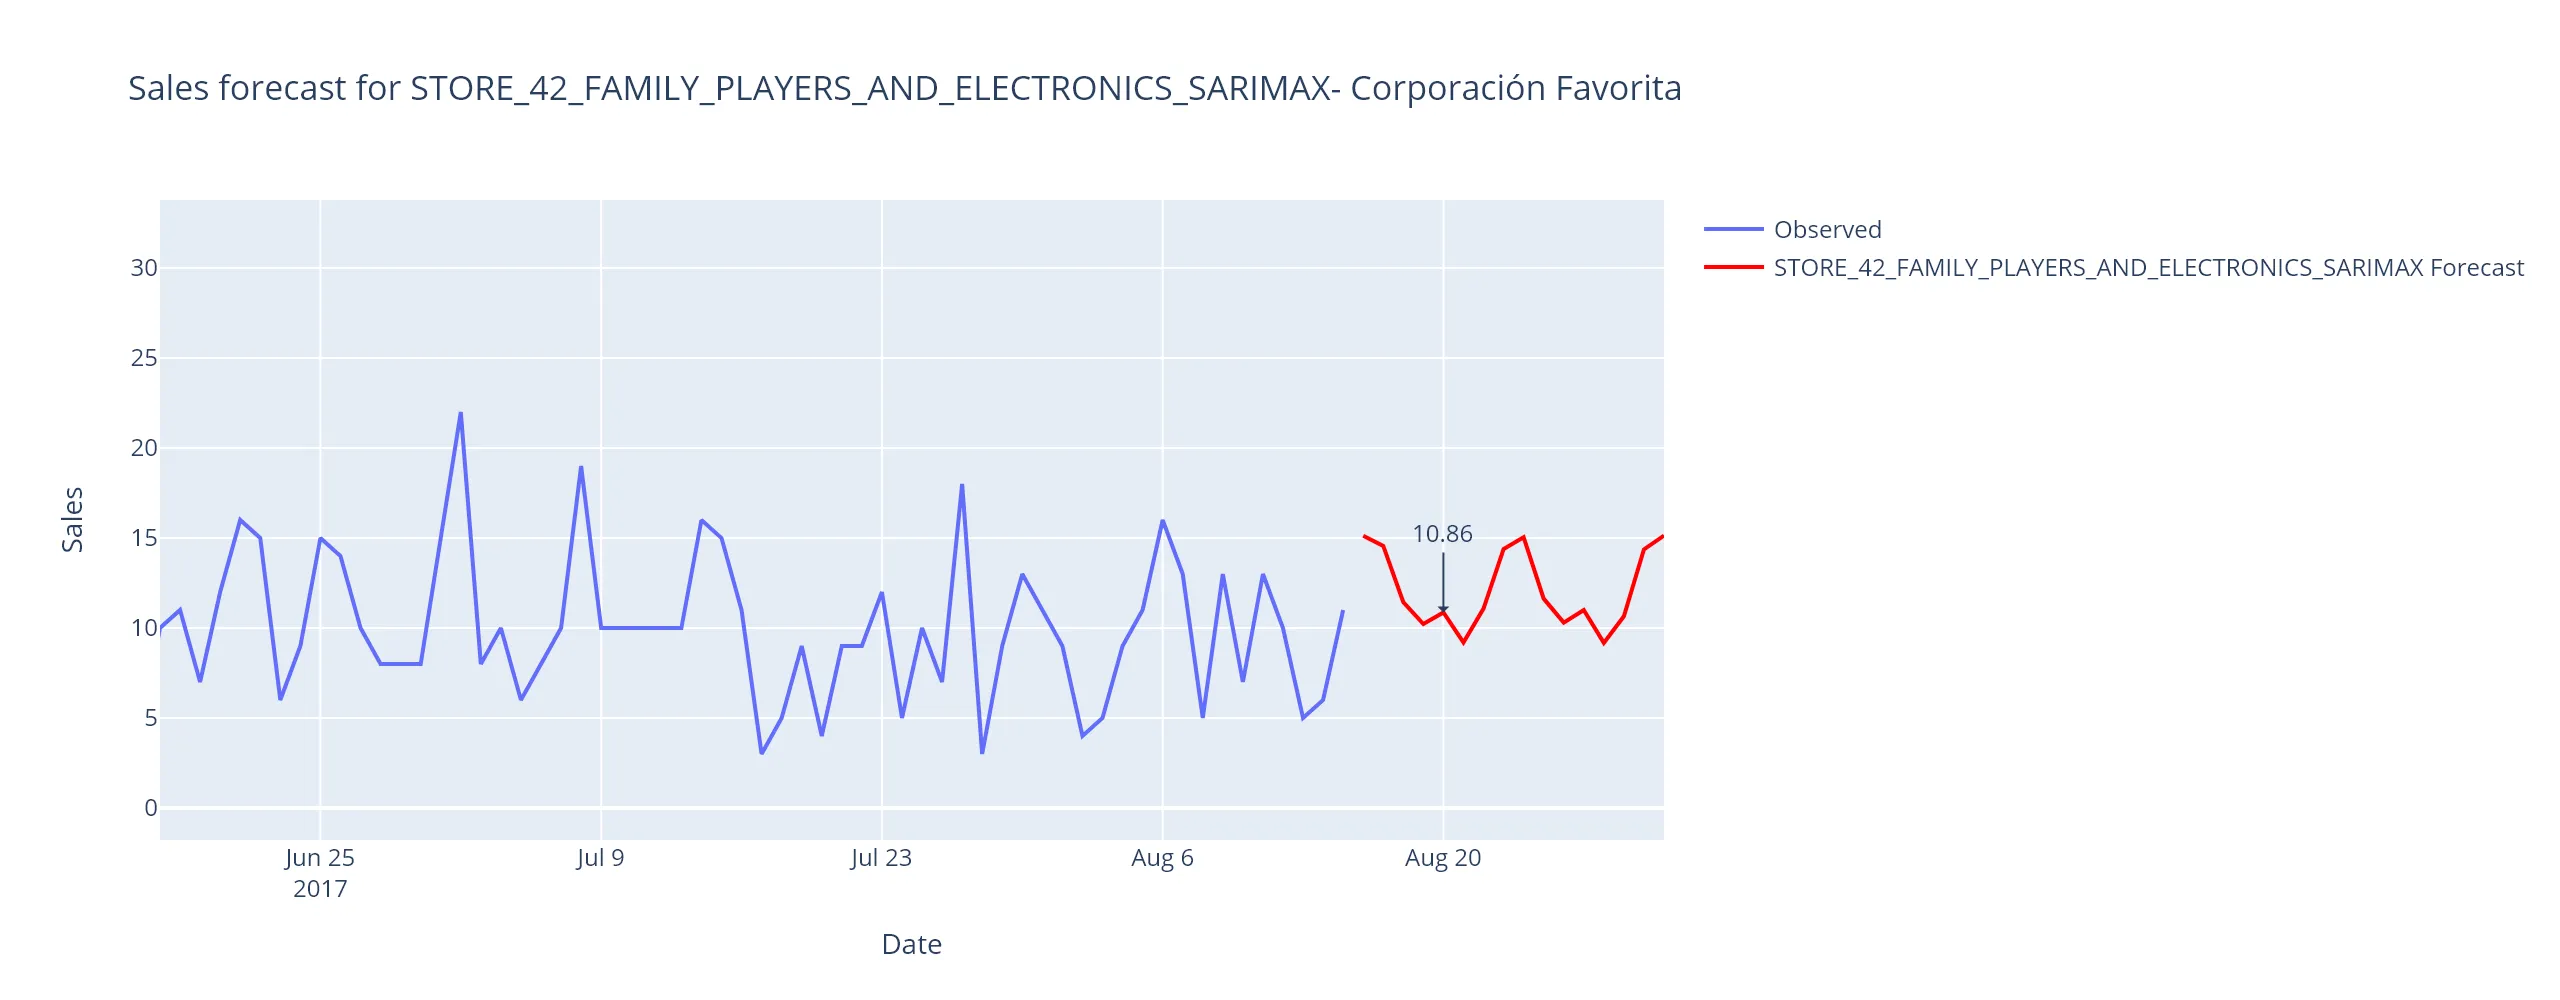 Sales forecast for STORE_42_FAMILY_PLAYERS_AND_ELECTRONICS_SARIMAX- Corporación Favorita
Observed
STORE_42_FAMILY_PLAYERS_AND_ELECTRONICS_SARIMAX Forecast
30
25
20
15
10
5
0
Sales
10.86
Jun 25
2017
Jul 9
Jul 23
Aug 6
Aug 20
Date